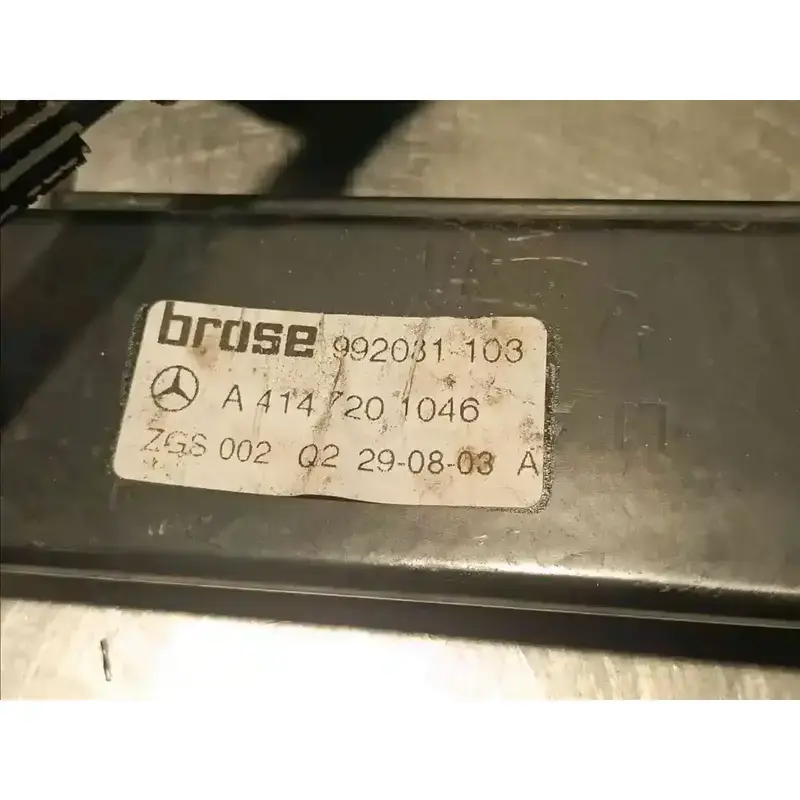 brose 992031-103
A 414 720 1046
ZGS 002 Q2 29-08-03 A